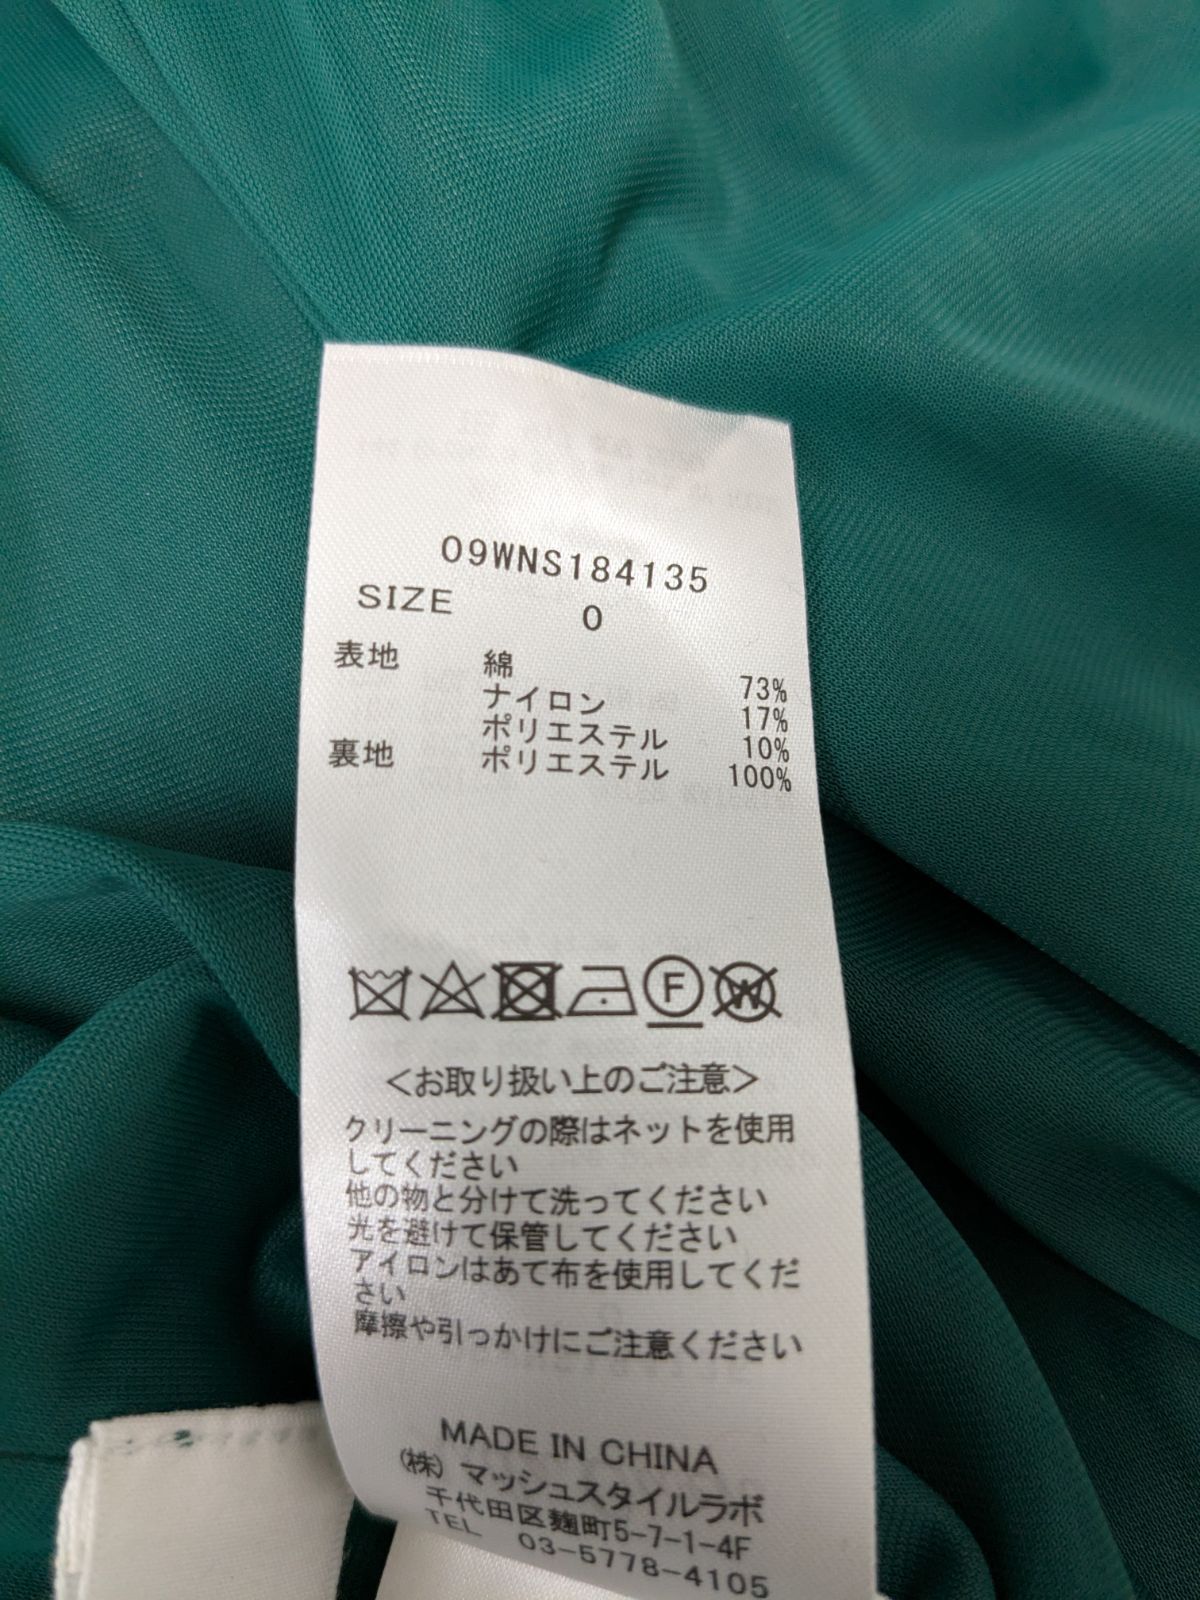 09WNS184135
SIZE 0
表地 綿 73%
ナイロン 17%
ポリエステル 10%
裏地 ポリエステル 100%
F W
<お取り扱い上のご注意>
クリーニングの際はネットを使用
してください
他の物と分けて洗ってください
光を避けて保管してください
アイロンはあて布を使用してくだ
さい
摩擦や引っかけにご注意ください
MADE IN CHINA
(株) マッシュスタイルラボ
千代田区麹町5-7-1-4F
TEL 03-5778-4105